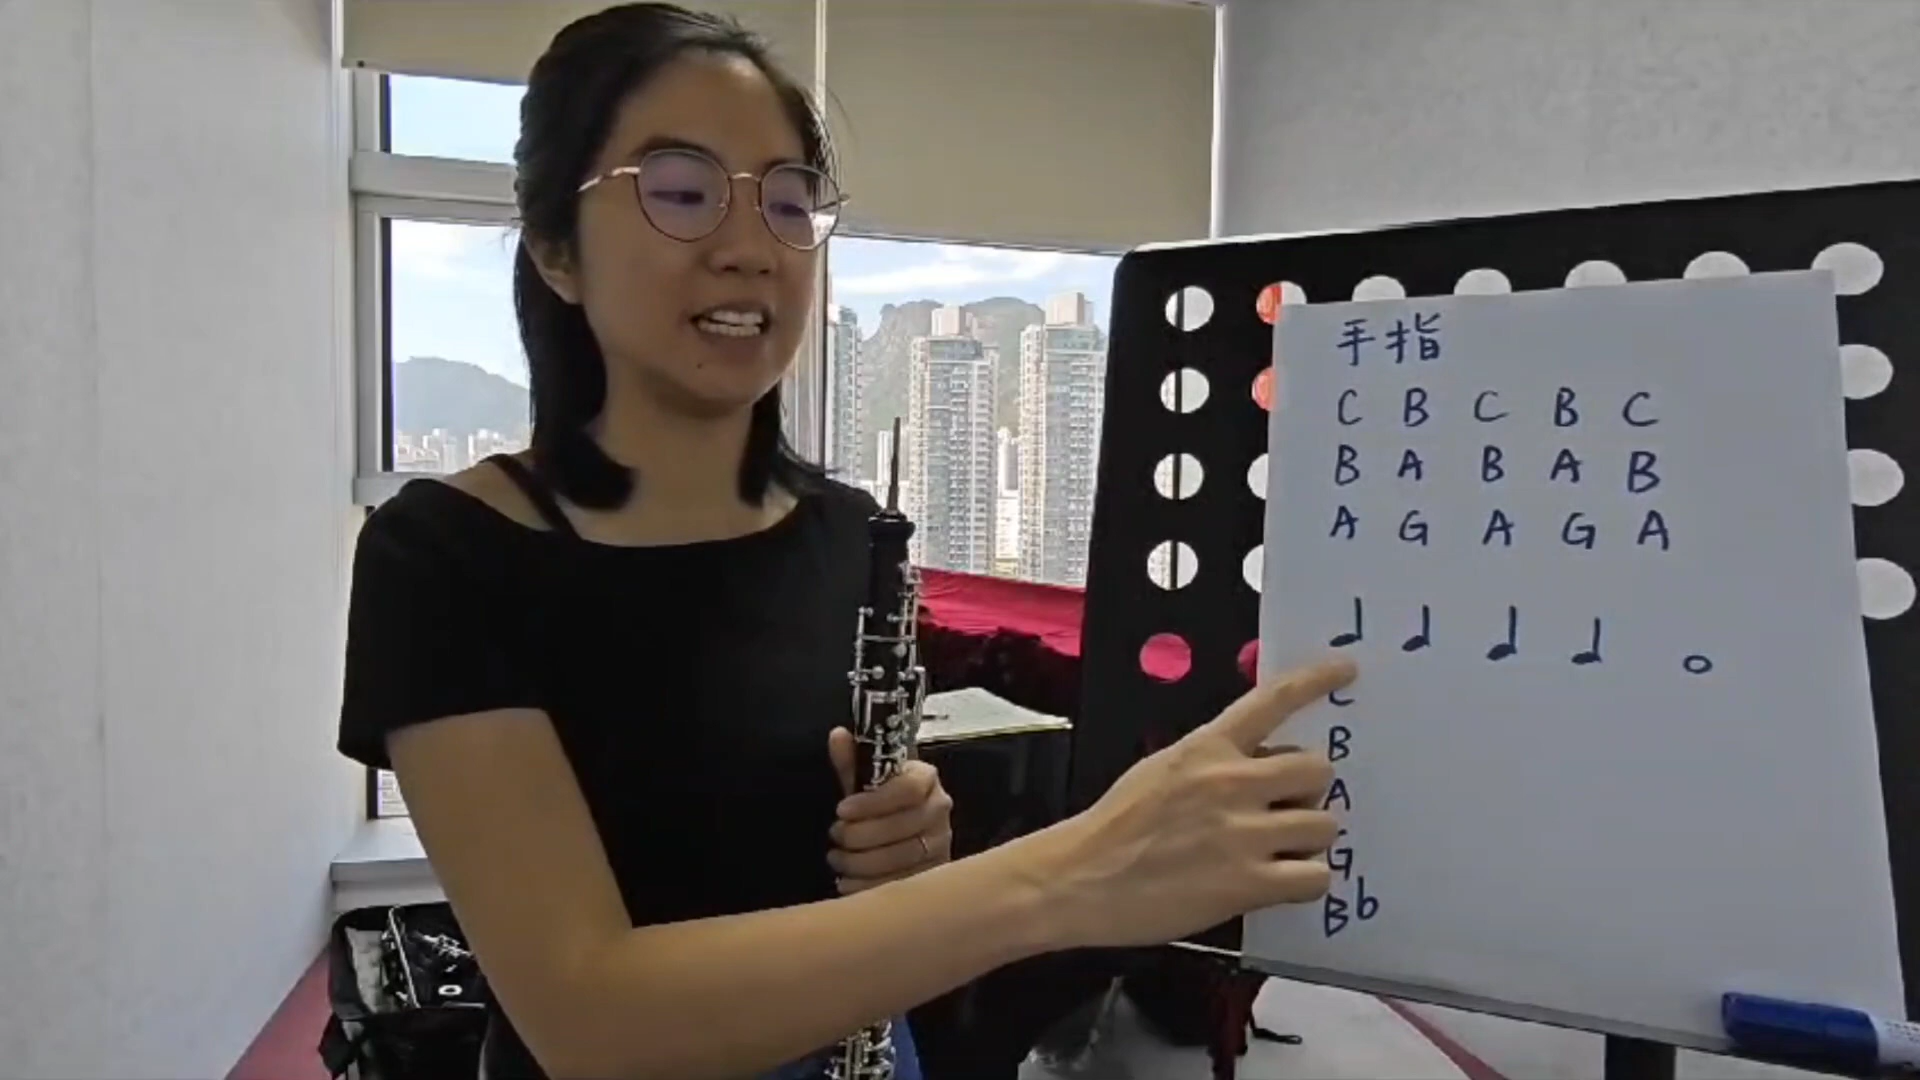 手指
C B C B C
B A B A B
A G A G A
C
B
A
G
Bb